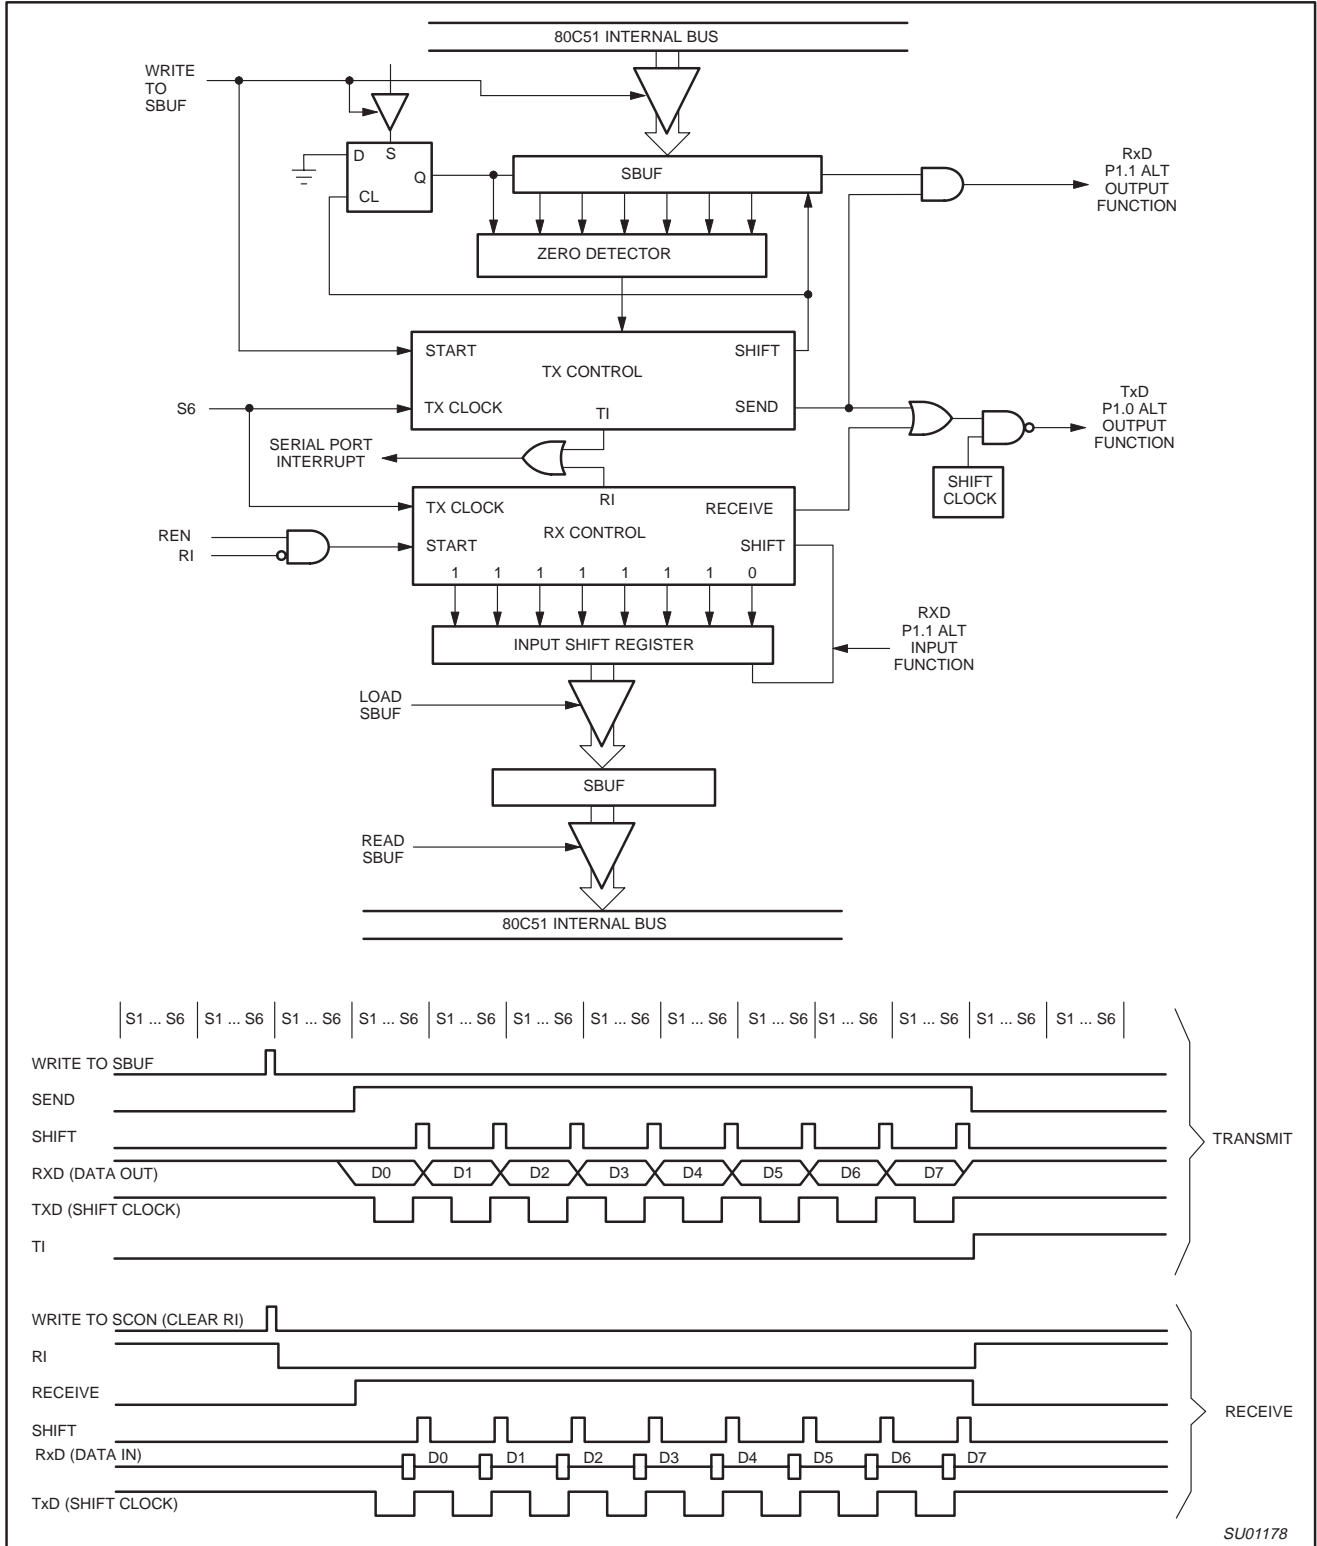 80C51 INTERNAL BUS
WRITE
TO
SBUF
D S
Q
CL
SBUF
RxD
P1.1 ALT
OUTPUT
FUNCTION
ZERO DETECTOR
START SHIFT
TX CONTROL
S6
TX CLOCK TI SEND
TxD
P1.0 ALT
OUTPUT
FUNCTION
SERIAL PORT
INTERRUPT
SHIFT
CLOCK
TX CLOCK RI RECEIVE
RX CONTROL
REN
RI
START SHIFT
1 1 1 1 1 1 1 0
INPUT SHIFT REGISTER
RXD
P1.1 ALT
INPUT
FUNCTION
LOAD
SBUF
SBUF
READ
SBUF
80C51 INTERNAL BUS
S1 ... S6 S1 ... S6 S1 ... S6 S1 ... S6 S1 ... S6 S1 ... S6 S1 ... S6 S1 ... S6 S1 ... S6 S1 ... S6 S1 ... S6 S1 ... S6 S1 ... S6
WRITE TO SBUF
SEND
SHIFT
TRANSMIT
RXD (DATA OUT) D0 D1 D2 D3 D4 D5 D6 D7
TXD (SHIFT CLOCK)
TI
WRITE TO SCON (CLEAR RI)
RI
RECEIVE
RECEIVE
SHIFT
RxD (DATA IN) D0 D1 D2 D3 D4 D5 D6 D7
TxD (SHIFT CLOCK)
SU01178